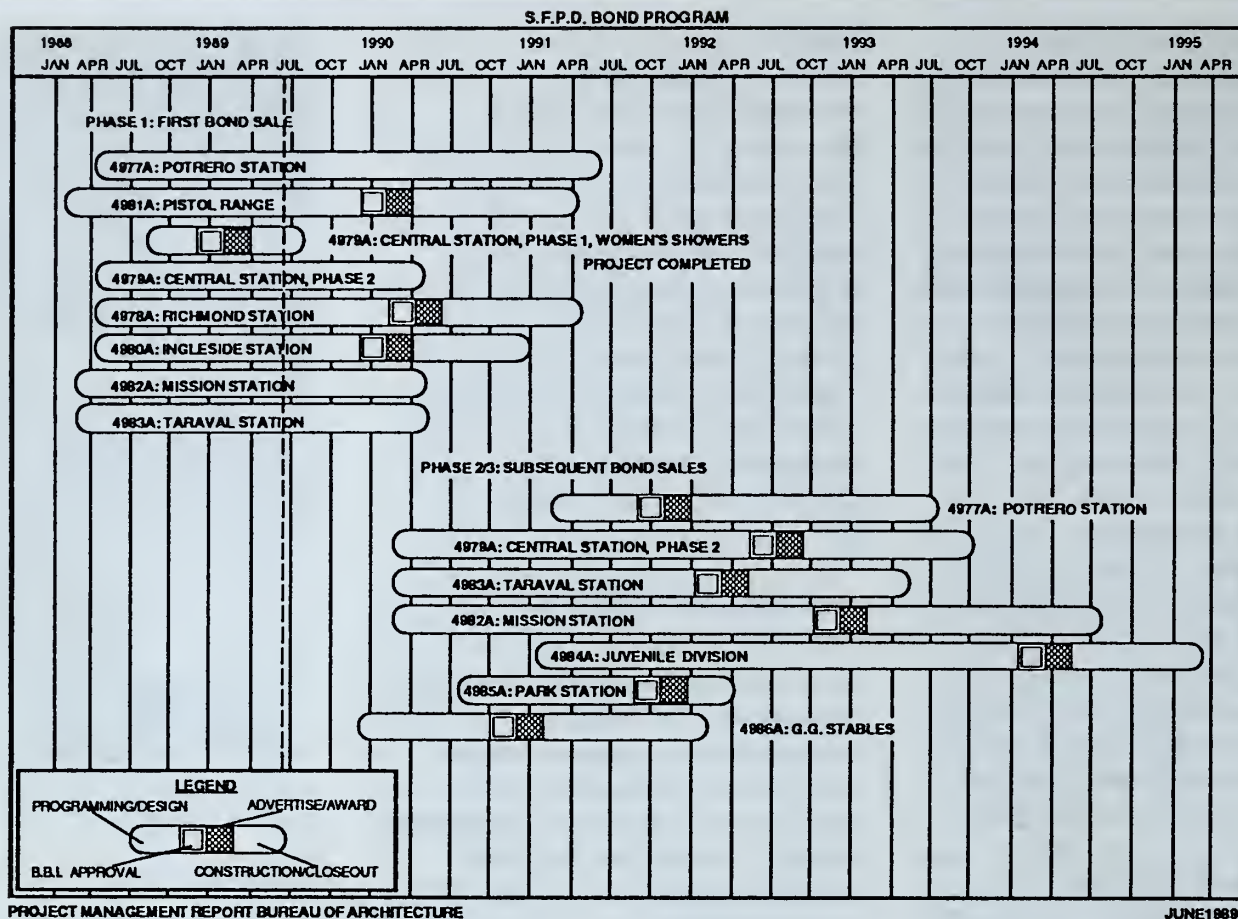 S.F.P.D. BOND PROGRAM
1988 1989 1990 1991 1992 1993 1994 1995
JAN APR JUL OCT JAN APR JUL OCT JAN APR JUL OCT JAN APR JUL OCT JAN APR JUL OCT JAN APR JUL OCT JAN APR JUL OCT JAN APR
PHASE 1: FIRST BOND SALE
4977A: POTRERO STATION
4981A: PISTOL RANGE
4979A: CENTRAL STATION, PHASE 1, WOMEN'S SHOWERS
PROJECT COMPLETED
4979A: CENTRAL STATION, PHASE 2
4978A: RICHMOND STATION
4980A: INGLESIDE STATION
4982A: MISSION STATION
4983A: TARAVAL STATION
PHASE 2/3: SUBSEQUENT BOND SALES
4977A: POTRERO STATION
4979A: CENTRAL STATION, PHASE 2
4983A: TARAVAL STATION
4982A: MISSION STATION
4984A: JUVENILE DIVISION
4985A: PARK STATION
4986A: G.G. STABLES
LEGEND
PROGRAMMING/DESIGN ADVERTISE/AWARD
B.B.I. APPROVAL CONSTRUCTION/CLOSEOUT
PROJECT MANAGEMENT REPORT BUREAU OF ARCHITECTURE JUNE1989